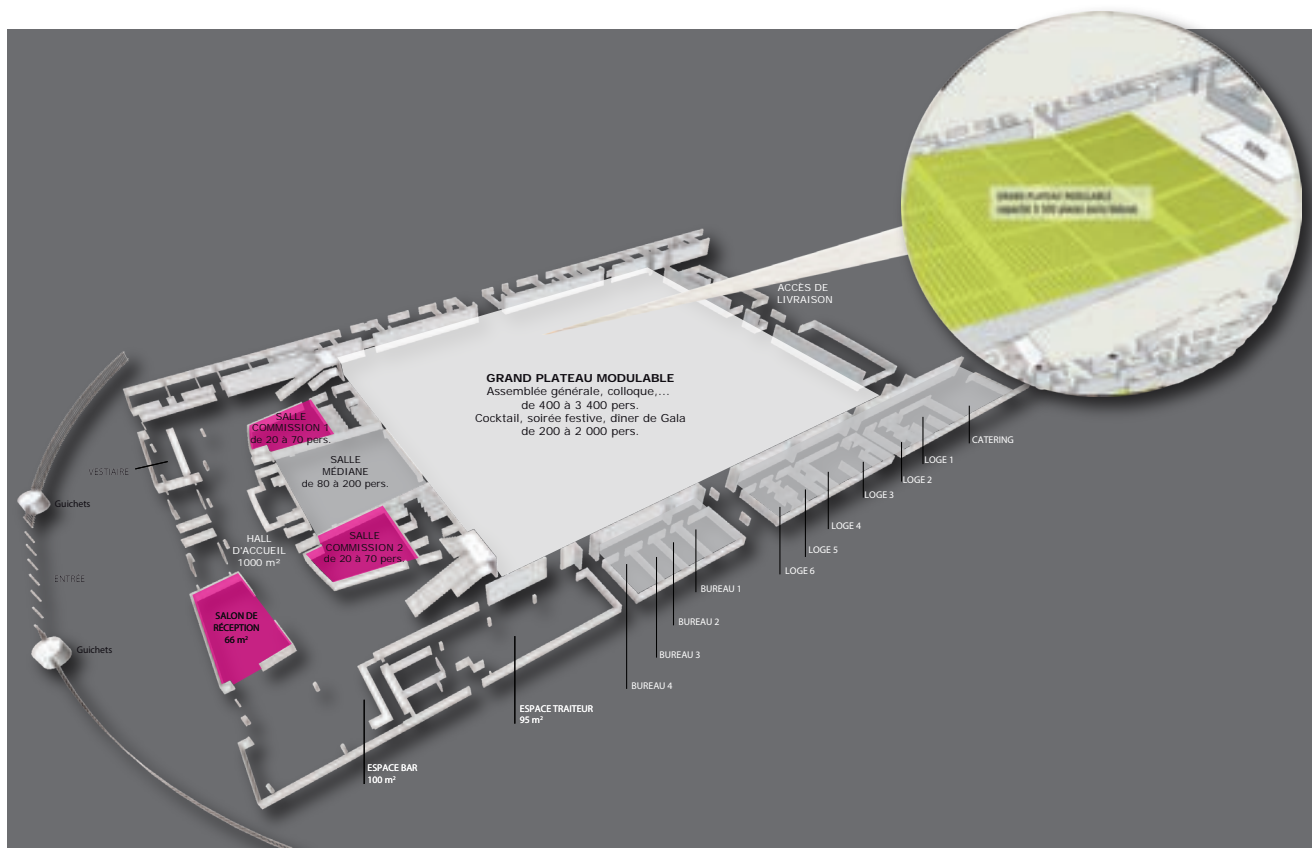 GRAND PLATEAU MODULABLE
ACCÈS DE
LIVRAISON
GRAND PLATEAU MODULABLE
Assemblée générale, colloque,...
de 400 à 3 400 pers.
Cocktail, soirée festive, dîner de Gala
de 200 à 2 000 pers.
SALLE
COMMISSION 1
de 20 à 70 pers.
SALLE
MÉDIANE
de 80 à 200 pers.
SALLE
COMMISSION 2
de 20 à 70 pers.
VESTIAIRE
Guichets
HALL
D'ACCUEIL
1000 m²
ENTRÉE
SALON DE
RÉCEPTION
66 m²
Guichets
CATERING
LOGE 1
LOGE 2
LOGE 3
LOGE 4
LOGE 5
LOGE 6
BUREAU 1
BUREAU 2
BUREAU 3
BUREAU 4
ESPACE TRAITEUR
95 m²
ESPACE BAR
100 m²